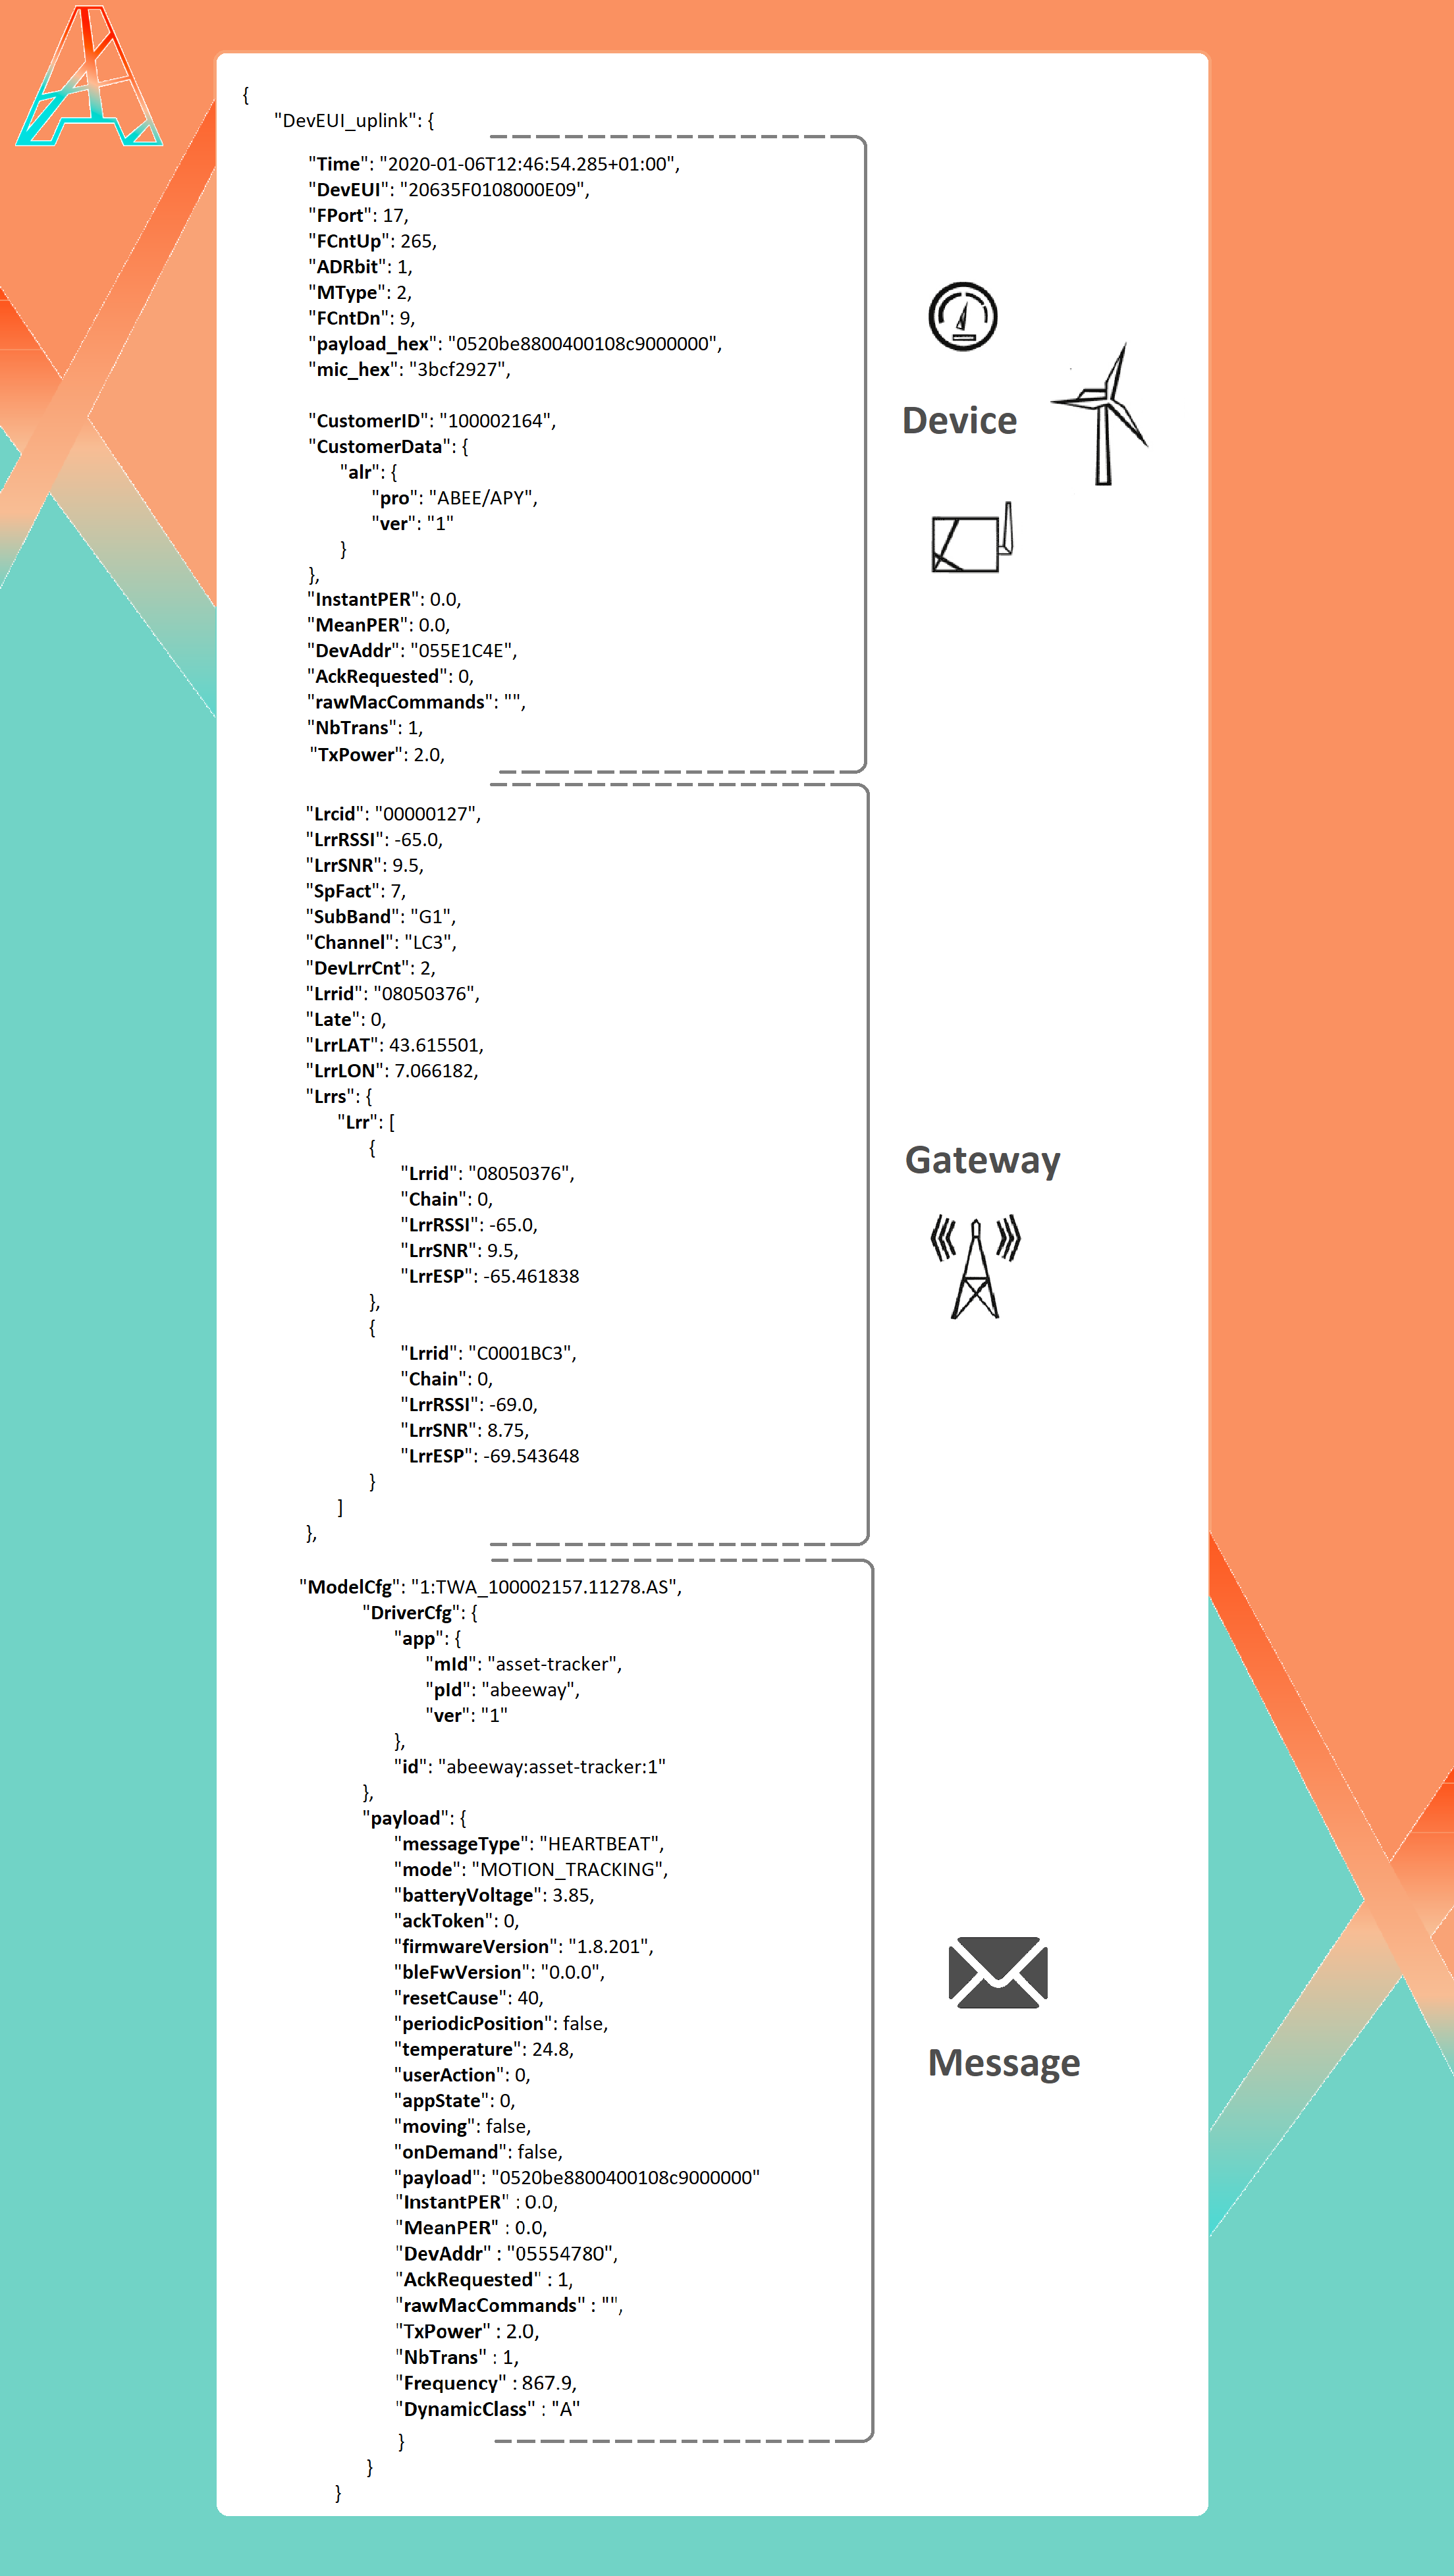 {
"DevEUI_uplink": {
"Time": "2020-01-06T12:46:54.285+01:00",
"DevEUI": "20635F0108000E09",
"FPort": 17,
"FCntUp": 265,
"ADRbit": 1,
"MType": 2,
"FCntDn": 9,
"payload_hex": "0520be8800400108c9000000",
"mic_hex": "3bcf2927",
"CustomerID": "100002164",
"CustomerData": {
"alr": {
"pro": "ABEE/APY",
"ver": "1"
}
},
"InstantPER": 0.0,
"MeanPER": 0.0,
"DevAddr": "055E1C4E",
"AckRequested": 0,
"rawMacCommands": "",
"NbTrans": 1,
"TxPower": 2.0,
Device
"Lrcid": "00000127",
"LrrRSSI": -65.0,
"LrrSNR": 9.5,
"SpFact": 7,
"SubBand": "G1",
"Channel": "LC3",
"DevLrrCnt": 2,
"Lrrid": "08050376",
"Late": 0,
"LrrLAT": 43.615501,
"LrrLON": 7.066182,
"Lrrs": {
"Lrr": [
{
"Lrrid": "08050376",
"Chain": 0,
"LrrRSSI": -65.0,
"LrrSNR": 9.5,
"LrrESP": -65.461838
},
{
"Lrrid": "C0001BC3",
"Chain": 0,
"LrrRSSI": -69.0,
"LrrSNR": 8.75,
"LrrESP": -69.543648
}
]
},
Gateway
"ModelCfg": "1:TWA_100002157.11278.AS",
"DriverCfg": {
"app": {
"mId": "asset-tracker",
"pId": "abeeway",
"ver": "1"
},
"id": "abeeway:asset-tracker:1"
},
"payload": {
"messageType": "HEARTBEAT",
"mode": "MOTION_TRACKING",
"batteryVoltage": 3.85,
"ackToken": 0,
"firmwareVersion": "1.8.201",
"bleFwVersion": "0.0.0",
"resetCause": 40,
"periodicPosition": false,
"temperature": 24.8,
"userAction": 0,
"appState": 0,
"moving": false,
"onDemand": false,
"payload": "0520be8800400108c9000000"
"InstantPER" : 0.0,
"MeanPER" : 0.0,
"DevAddr" : "05554780",
"AckRequested" : 1,
"rawMacCommands" : "",
"TxPower" : 2.0,
"NbTrans" : 1,
"Frequency" : 867.9,
"DynamicClass" : "A"
}
}
}
Message